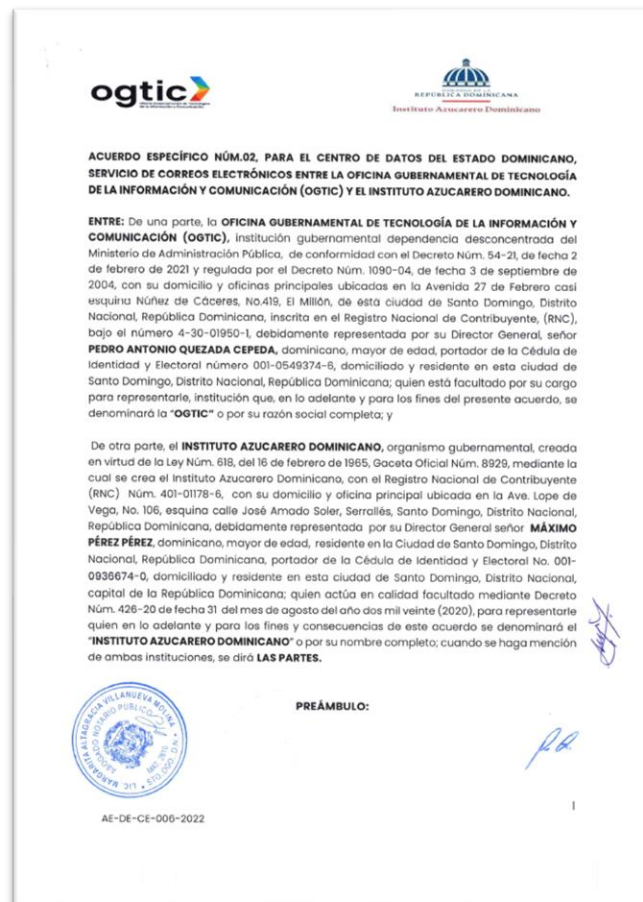 ogtic
GOBIERNO DE LA
REPÚBLICA DOMINICANA
Instituto Azucarero Dominicano
ACUERDO ESPECÍFICO NÚM.02, PARA EL CENTRO DE DATOS DEL ESTADO DOMINICANO,
SERVICIO DE CORREOS ELECTRÓNICOS ENTRE LA OFICINA GUBERNAMENTAL DE TECNOLOGÍA
DE LA INFORMACIÓN Y COMUNICACIÓN (OGTIC) Y EL INSTITUTO AZUCARERO DOMINICANO.
ENTRE: De una parte, la OFICINA GUBERNAMENTAL DE TECNOLOGÍA DE LA INFORMACIÓN Y
COMUNICACIÓN (OGTIC), institución gubernamental dependencia desconcentrada del
Ministerio de Administración Pública, de conformidad con el Decreto Núm. 54-21, de fecha 2
de febrero de 2021 y regulada por el Decreto Núm. 1090-04, de fecha 3 de septiembre de
2004, con su domicilio y oficinas principales ubicadas en la Avenida 27 de Febrero casi
esquina Núñez de Cáceres, No.419, El Millón, de esta ciudad de Santo Domingo, Distrito
Nacional, República Dominicana, inscrita en el Registro Nacional de Contribuyente, (RNC),
bajo el número 4-30-01950-1, debidamente representada por su Director General, señor
PEDRO ANTONIO QUEZADA CEPEDA, dominicano, mayor de edad, portador de la Cédula de
Identidad y Electoral número 001-0549374-6, domiciliado y residente en esta ciudad de
Santo Domingo, Distrito Nacional, República Dominicana; quien está facultado por su cargo
para representarle, institución que, en lo adelante y para los fines del presente acuerdo, se
denominará la "OGTIC" o por su razón social completa; y
De otra parte, el INSTITUTO AZUCARERO DOMINICANO, organismo gubernamental, creada
en virtud de la Ley Núm. 618, del 16 de febrero de 1965, Gaceta Oficial Núm. 8929, mediante la
cual se crea el Instituto Azucarero Dominicano, con el Registro Nacional de Contribuyente
(RNC) Núm. 401-01178-6, con su domicilio y oficina principal ubicada en la Ave. Lope de
Vega, No. 106, esquina calle José Amado Soler, Serrallés, Santo Domingo, Distrito Nacional,
República Dominicana, debidamente representada por su Director General señor MÁXIMO
PÉREZ PÉREZ, dominicano, mayor de edad, residente en la Ciudad de Santo Domingo, Distrito
Nacional, República Dominicana, portador de la Cédula de Identidad y Electoral No. 001-
0936674-0, domiciliado y residente en esta ciudad de Santo Domingo, Distrito Nacional,
capital de la República Dominicana; quien actúa en calidad facultado mediante Decreto
Núm. 426-20 de fecha 31 del mes de agosto del año dos mil veinte (2020), para representarle
quien en lo adelante y para los fines y consecuencias de este acuerdo se denominará el
"INSTITUTO AZUCARERO DOMINICANO" o por su nombre completo; cuando se haga mención
de ambas instituciones, se dirá LAS PARTES.
PREÁMBULO:
LIC. MARGARITA ALTAGRACIA VILLANUEVA MOLINA
ABOGADO NOTARIO PÚBLICO
AE-DE-CE-006-2022
1